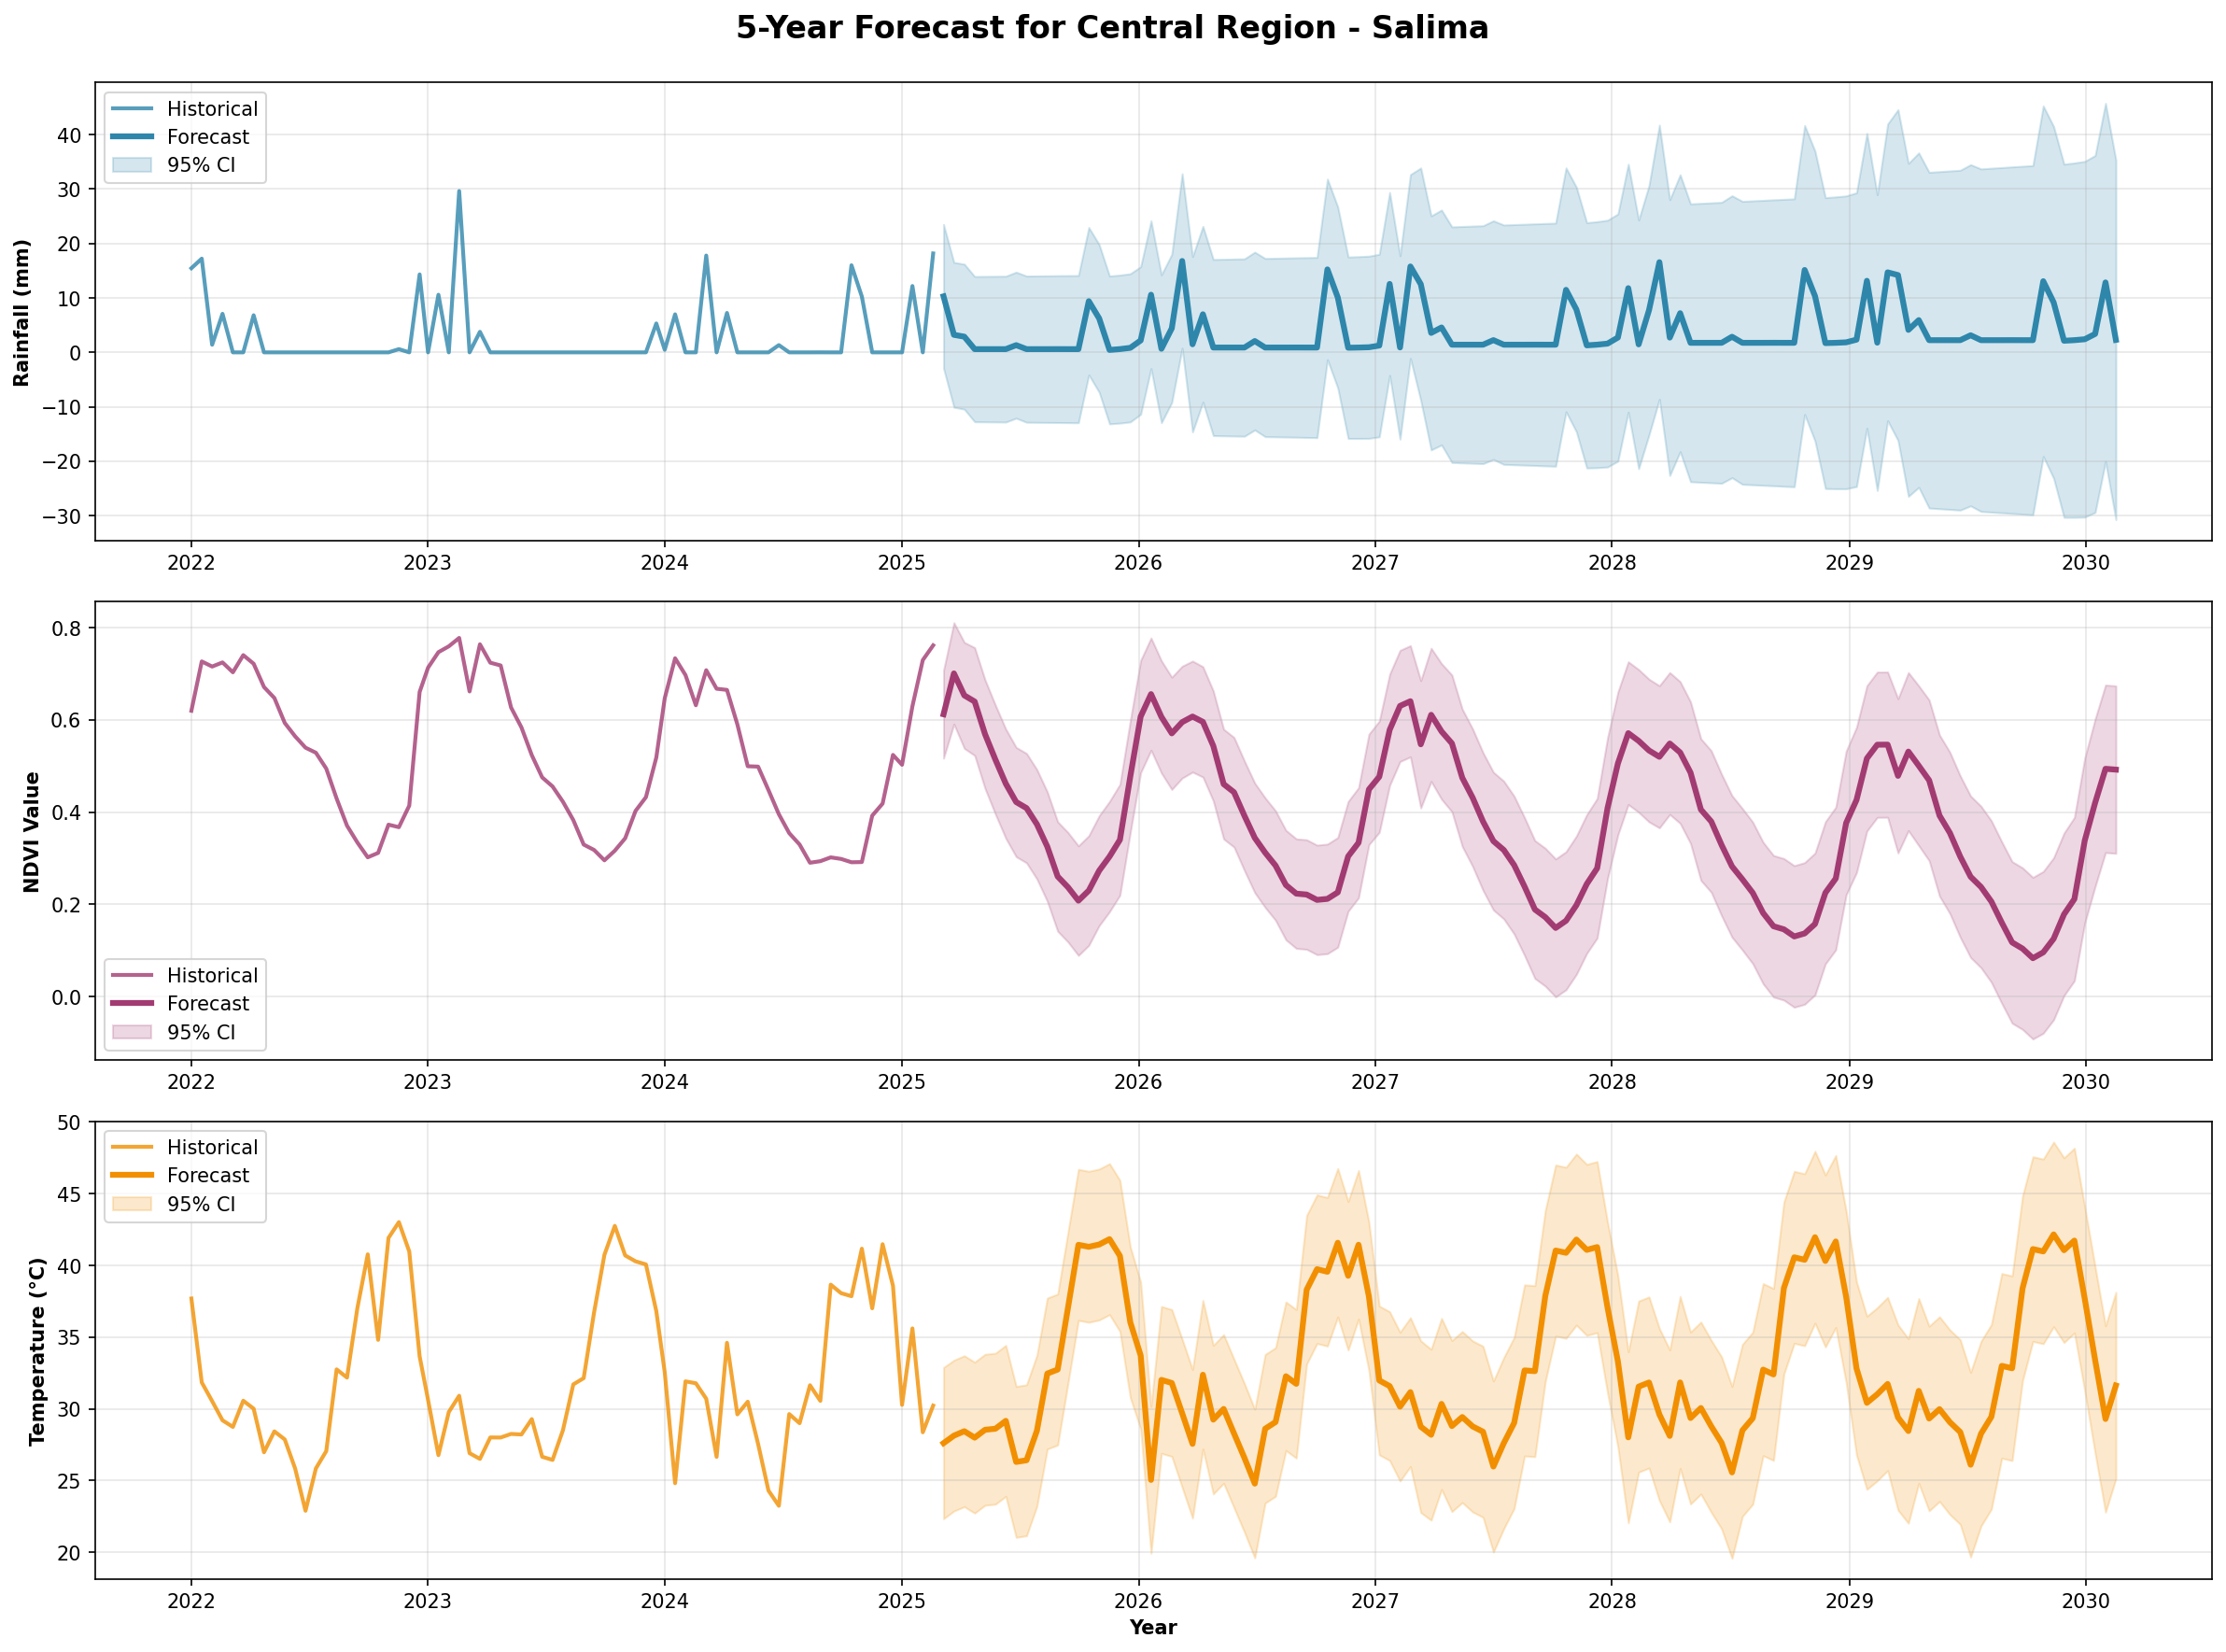 5-Year Forecast for Central Region - Salima
Historical
Forecast
95% CI
Rainfall (mm)
40
30
20
10
0
−10
−20
−30
2022 2023 2024 2025 2026 2027 2028 2029 2030
NDVI Value
0.8
0.6
0.4
0.2
0.0
Historical
Forecast
95% CI
2022 2023 2024 2025 2026 2027 2028 2029 2030
Historical
Forecast
95% CI
Temperature (°C)
50
45
40
35
30
25
20
2022 2023 2024 2025 2026 2027 2028 2029 2030
Year